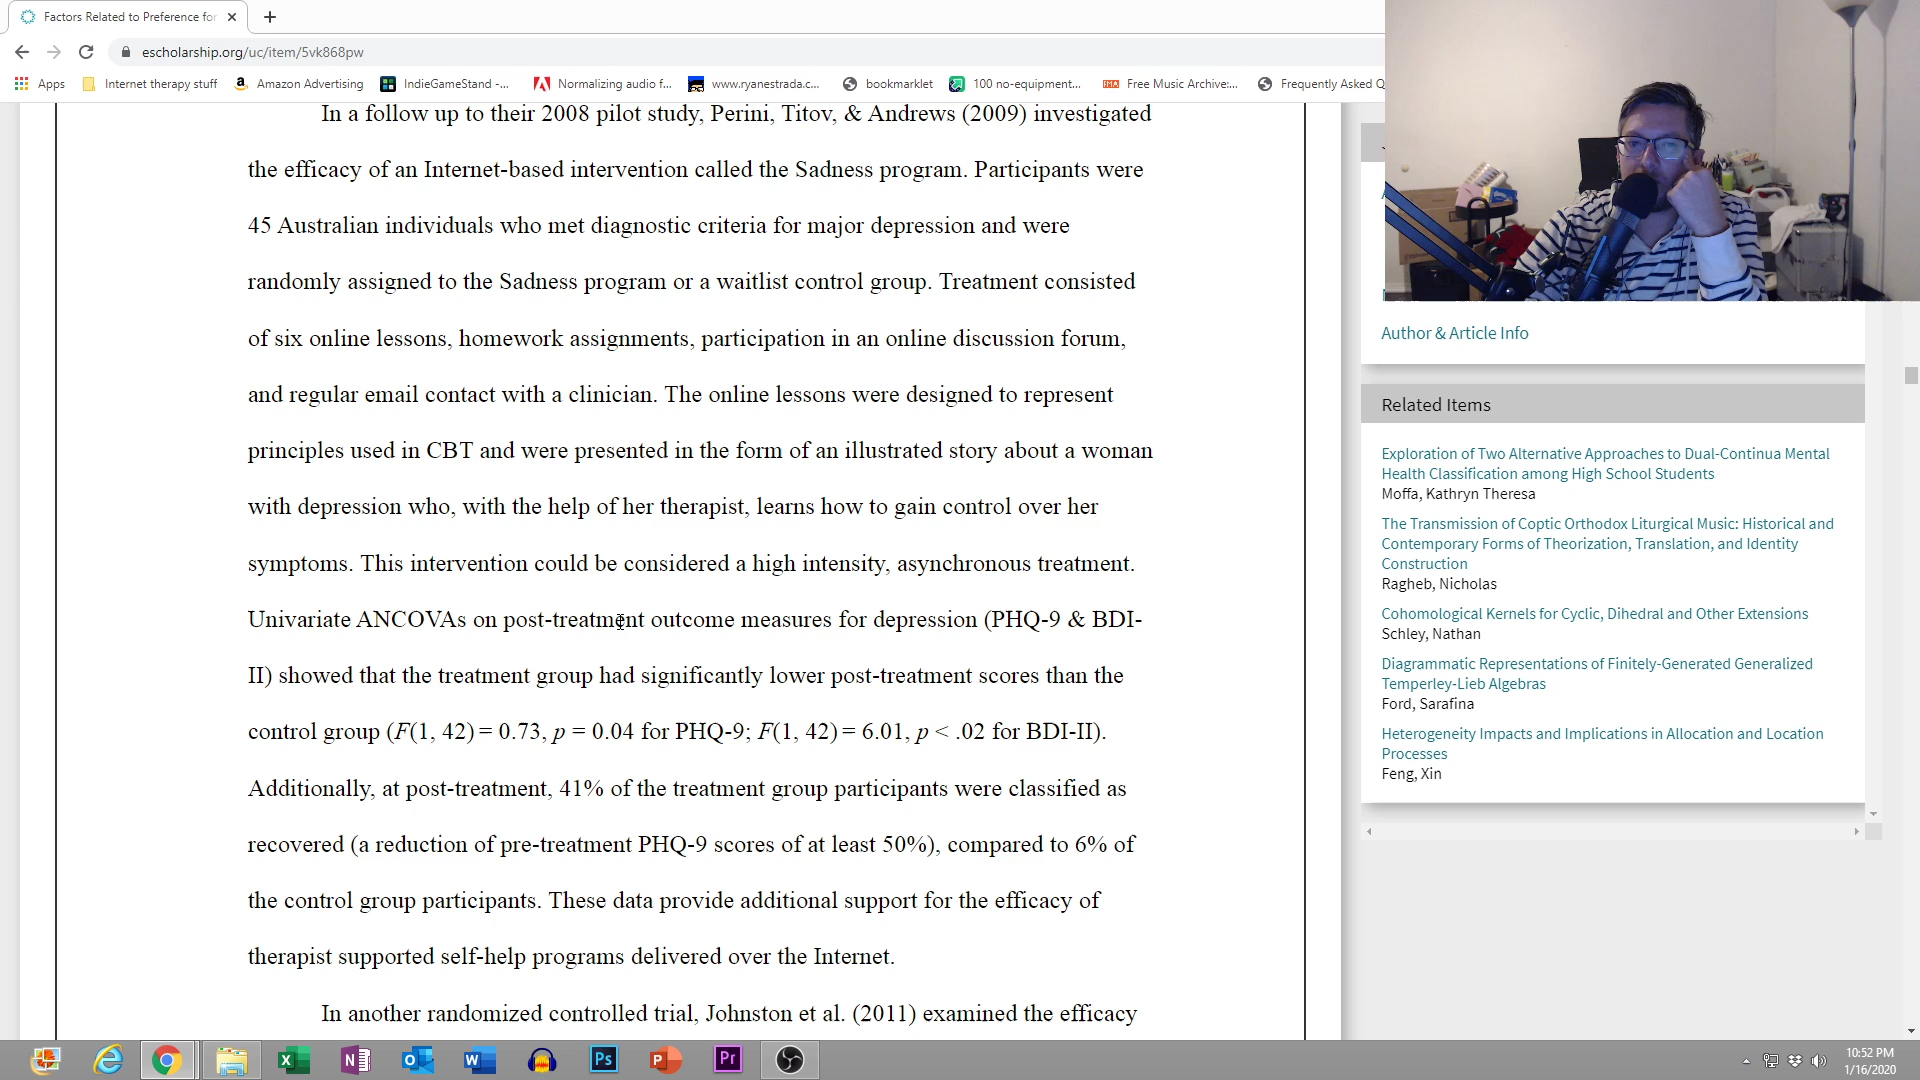 Factors Related to Preference for
escholarship.org/uc/item/5vk868pw
Apps
Internet therapy stuff
Amazon Advertising
IndieGameStand -...
Normalizing audio f...
www.ryanestrada.c...
bookmarklet
100 no-equipment...
Free Music Archive:...
Frequently Asked Q
In a follow up to their 2008 pilot study, Perini, Titov, & Andrews (2009) investigated
the efficacy of an Internet-based intervention called the Sadness program. Participants were
45 Australian individuals who met diagnostic criteria for major depression and were
randomly assigned to the Sadness program or a waitlist control group. Treatment consisted
of six online lessons, homework assignments, participation in an online discussion forum,
and regular email contact with a clinician. The online lessons were designed to represent
principles used in CBT and were presented in the form of an illustrated story about a woman
with depression who, with the help of her therapist, learns how to gain control over her
symptoms. This intervention could be considered a high intensity, asynchronous treatment.
Univariate ANCOVAs on post-treatment outcome measures for depression (PHQ-9 & BDI-
II) showed that the treatment group had significantly lower post-treatment scores than the
control group (F(1, 42) = 0.73, p = 0.04 for PHQ-9; F(1, 42) = 6.01, p < .02 for BDI-II).
Additionally, at post-treatment, 41% of the treatment group participants were classified as
recovered (a reduction of pre-treatment PHQ-9 scores of at least 50%), compared to 6% of
the control group participants. These data provide additional support for the efficacy of
therapist supported self-help programs delivered over the Internet.
In another randomized controlled trial, Johnston et al. (2011) examined the efficacy
Author & Article Info
Related Items
Exploration of Two Alternative Approaches to Dual-Continua Mental
Health Classification among High School Students
Moffa, Kathryn Theresa
The Transmission of Coptic Orthodox Liturgical Music: Historical and
Contemporary Forms of Theorization, Translation, and Identity
Construction
Ragheb, Nicholas
Cohomological Kernels for Cyclic, Dihedral and Other Extensions
Schley, Nathan
Diagrammatic Representations of Finitely-Generated Generalized
Temperley-Lieb Algebras
Ford, Sarafina
Heterogeneity Impacts and Implications in Allocation and Location
Processes
Feng, Xin
10:52 PM
1/16/2020